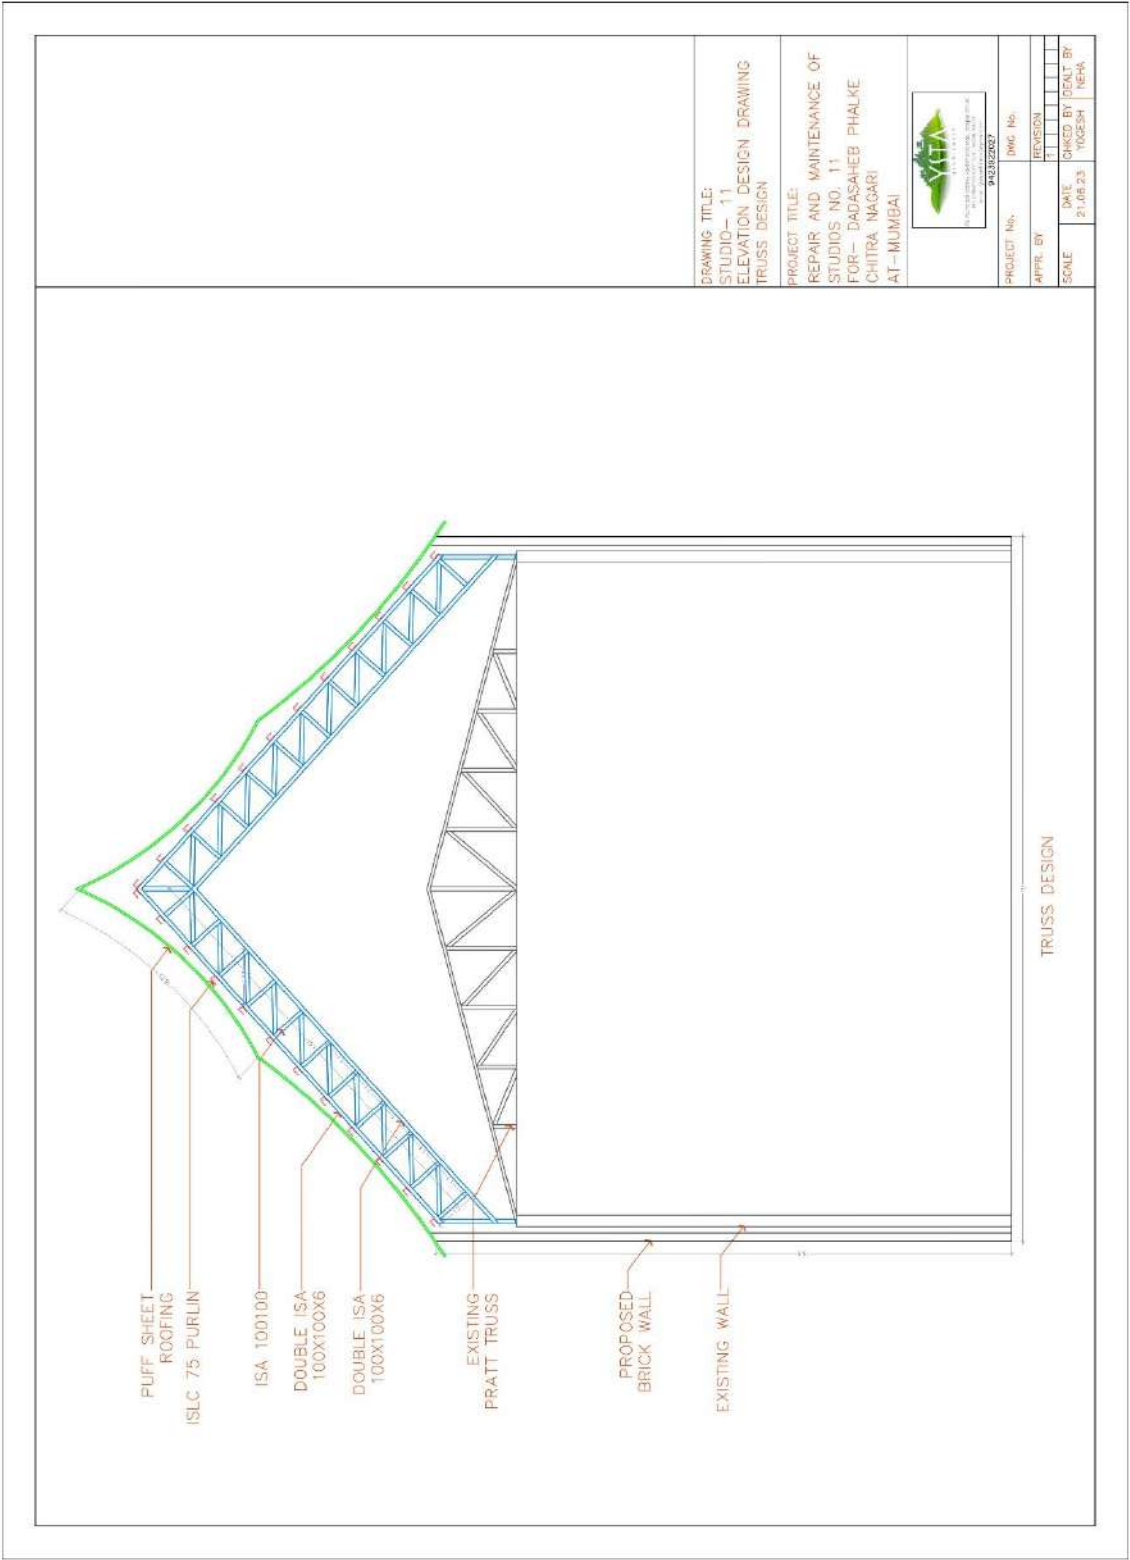 PUFF SHEET
ROOFING
ISLC 75 PURLIN
ISA 100100
DOUBLE ISA
100X100X6
DOUBLE ISA
100X100X6
EXISTING
PRATT TRUSS
PROPOSED
BRICK WALL
EXISTING WALL
TRUSS DESIGN
DRAWING TITLE:
STUDIO- 11
ELEVATION DESIGN DRAWING
TRUSS DESIGN
PROJECT TITLE:
REPAIR AND MAINTENANCE OF
STUDIOS NO. 11
FOR- DADASAHEB PHALKE
CHITRA NAGARI
AT-MUMBAI
9423822027
PROJECT No.
DWG No.
APPR. BY
REVISION
1
SCALE
DATE
21.06.23
CHKED BY
YOGESH
DEALT BY
NEHA